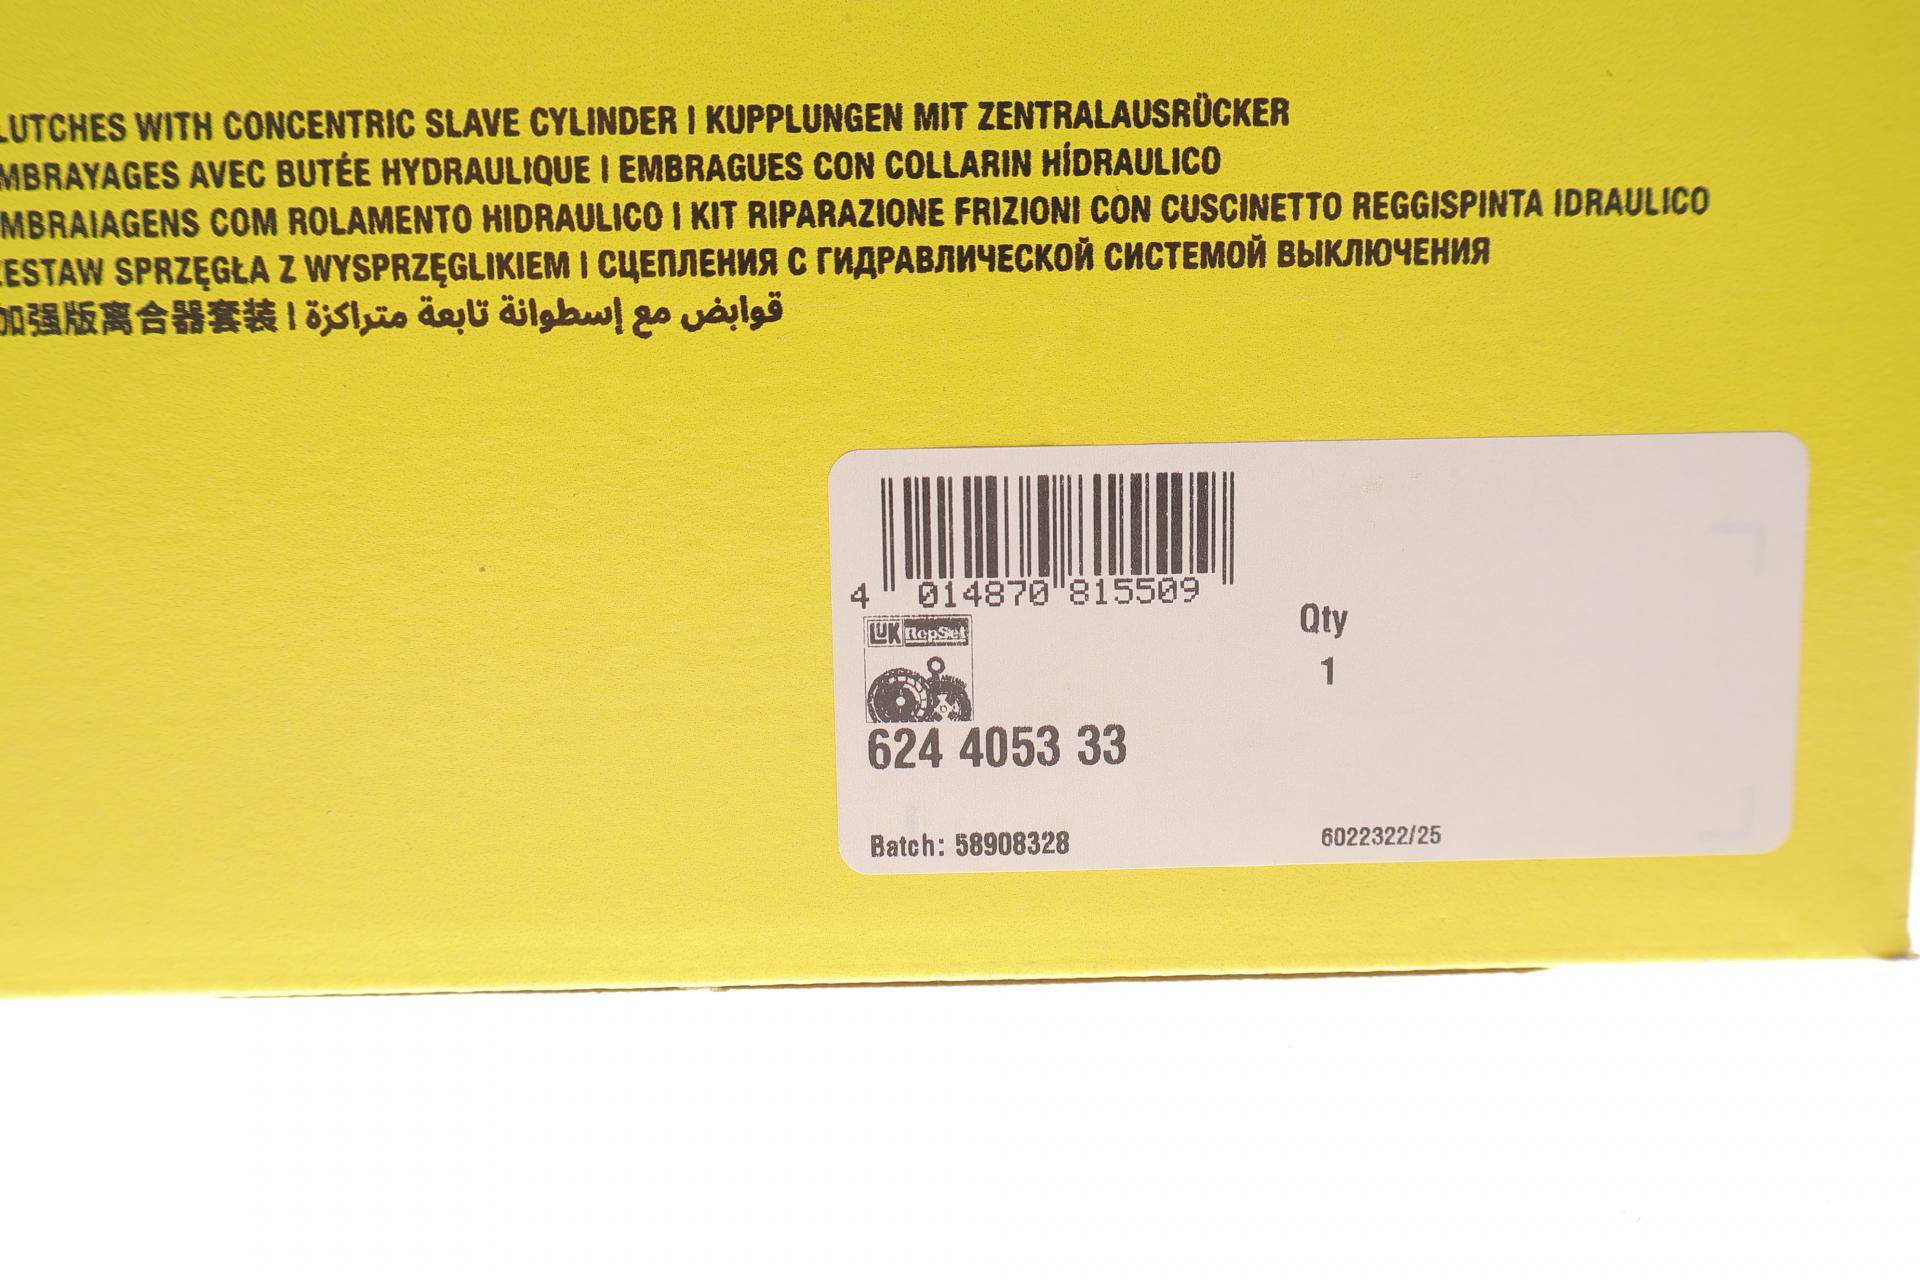 LUTCHES WITH CONCENTRIC SLAVE CYLINDER | KUPPLUNGEN MIT ZENTRALAUSRÜCKER
MBRAYAGES AVEC BUTÉE HYDRAULIQUE | EMBRAGUES CON COLLARIN HÍDRAULICO
MBRAIAGENS COM ROLAMENTO HIDRAULICO | KIT RIPARAZIONE FRIZIONI CON CUSCINETTO REGGISPINTA IDRAULICO
ZESTAW SPRZĘGŁA Z WYSPRZĘGLIKIEM | СЦЕПЛЕНИЯ С ГИДРАВЛИЧЕСКОЙ СИСТЕМОЙ ВЫКЛЮЧЕНИЯ
加强版离合器套装 | قوابض مع إسطوانة تابعة متراكزة
4 014870 815509
LUK RepSet
Qty
1
624 4053 33
Batch: 58908328
6022322/25